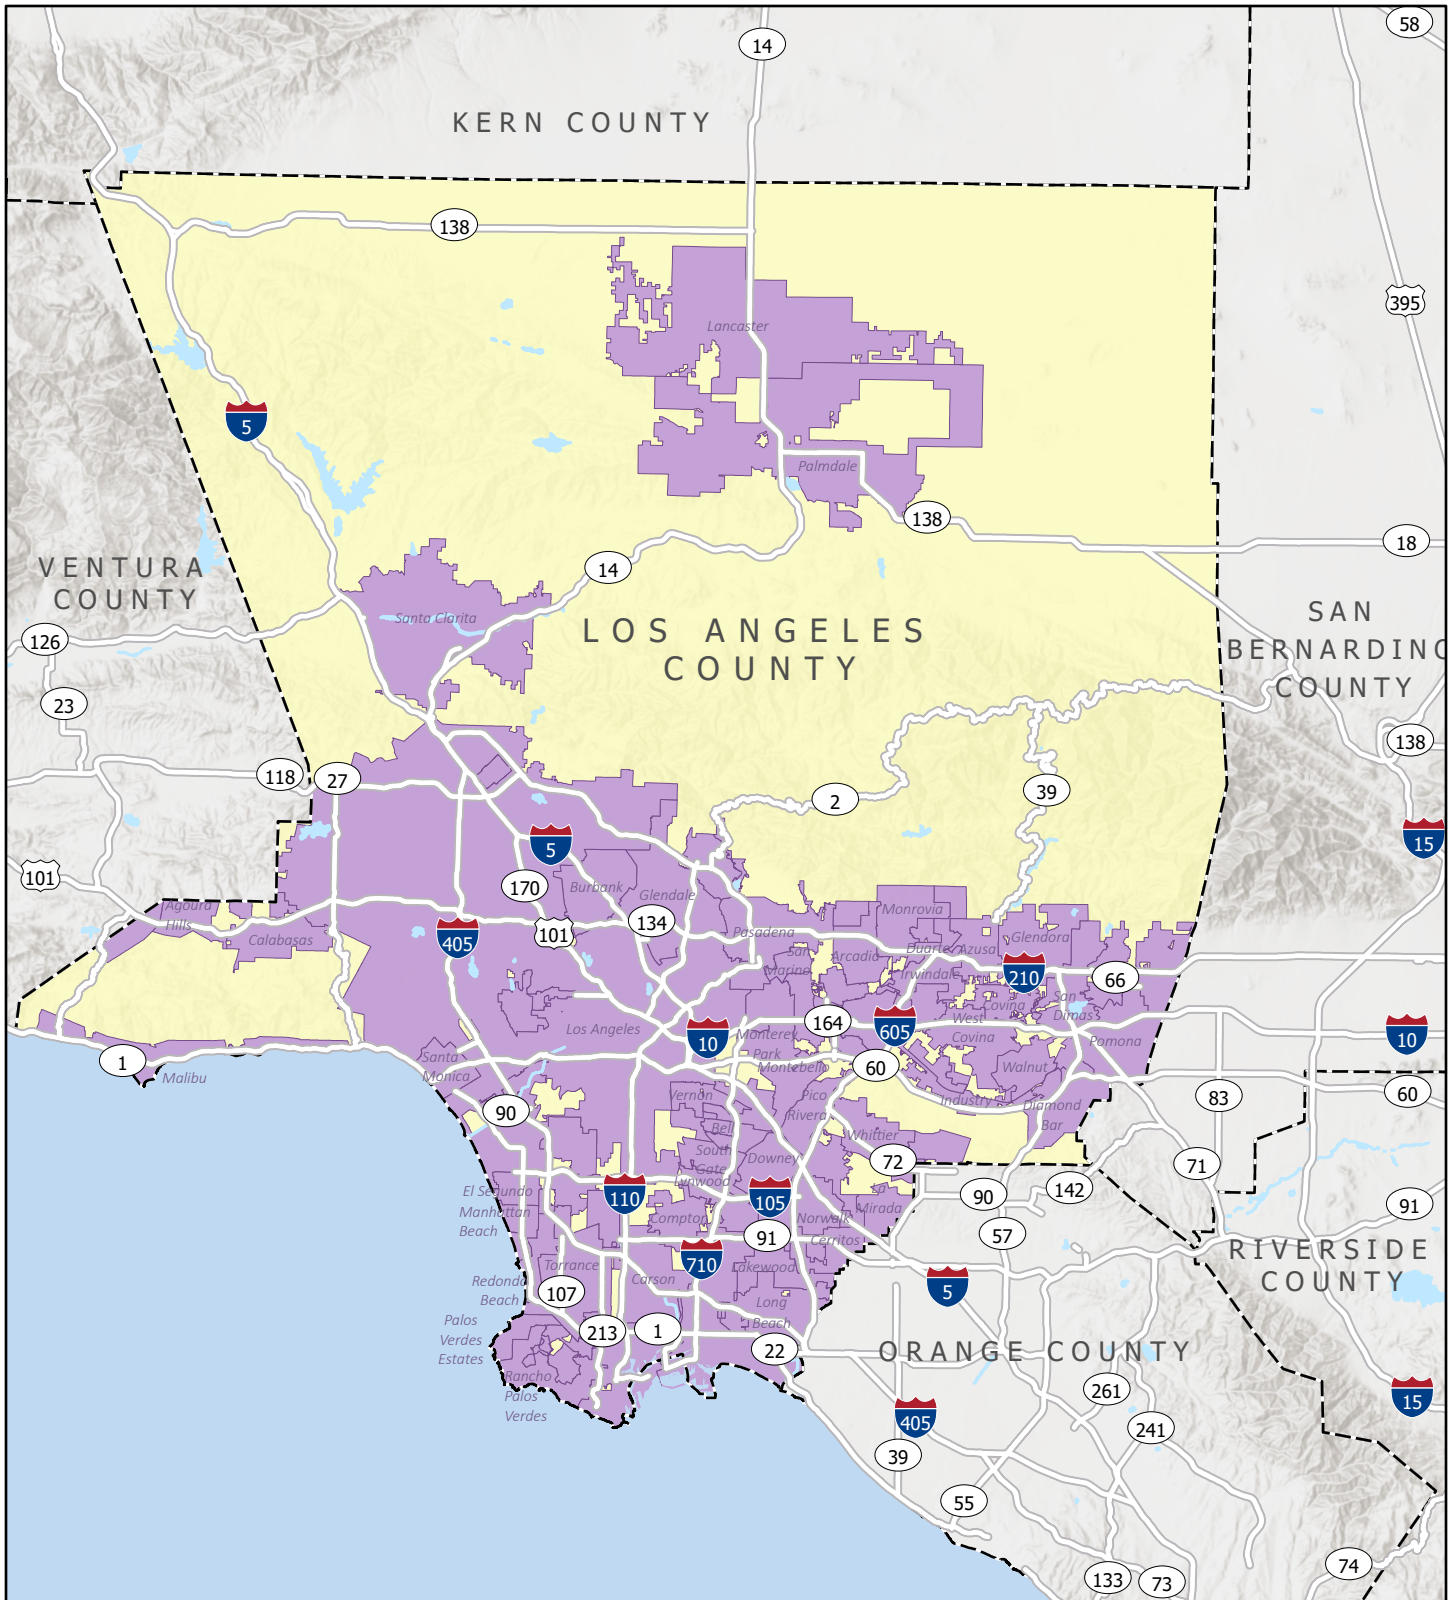 58
14
KERN COUNTY
138
395
Lancaster
5
Palmdale
138
18
14
VENTURA
COUNTY
Santa Clarita
LOS ANGELES
COUNTY
SAN
BERNARDINO
COUNTY
126
23
138
118
27
2
39
15
5
101
170
Burbank
Glendale
134
Agoura
Hills
Calabasas
405
101
Pasadena
Monrovia
San
Marino
Arcadia
Duarte
Azusa
Glendora
Irwindale
210
66
Covina
San
Dimas
West
Covina
Pomona
Los Angeles
10
164
605
10
Monterey
Park
Montebello
60
Walnut
1
Malibu
Santa
Monica
90
Vernon
Pico
Rivera
Industry
Diamond
Bar
83
60
Bell
Whittier
South
Gate
Downey
72
71
Lynwood
El Segundo
110
105
La
Mirada
90
142
91
Manhattan
Beach
Compton
Norwalk
91
Cerritos
57
RIVERSIDE
COUNTY
Torrance
710
Lakewood
Redondo
Beach
107
Carson
5
Long
Beach
Palos
Verdes
Estates
213
1
22
ORANGE COUNTY
Rancho
Palos
Verdes
261
15
405
241
39
55
133
73
74